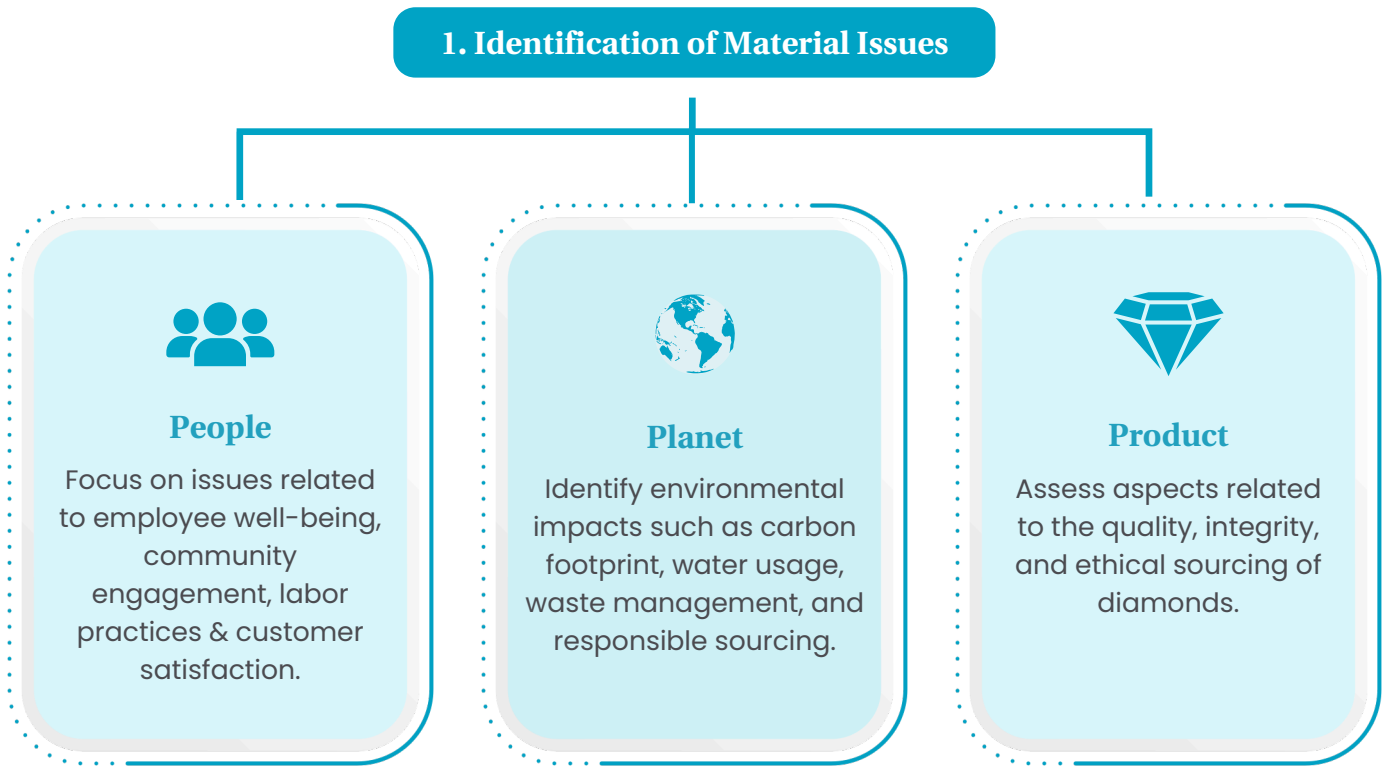 1. Identification of Material Issues
People
Focus on issues related
to employee well-being,
community
engagement, labor
practices & customer
satisfaction.
Planet
Identify environmental
impacts such as carbon
footprint, water usage,
waste management, and
responsible sourcing.
Product
Assess aspects related
to the quality, integrity,
and ethical sourcing of
diamonds.